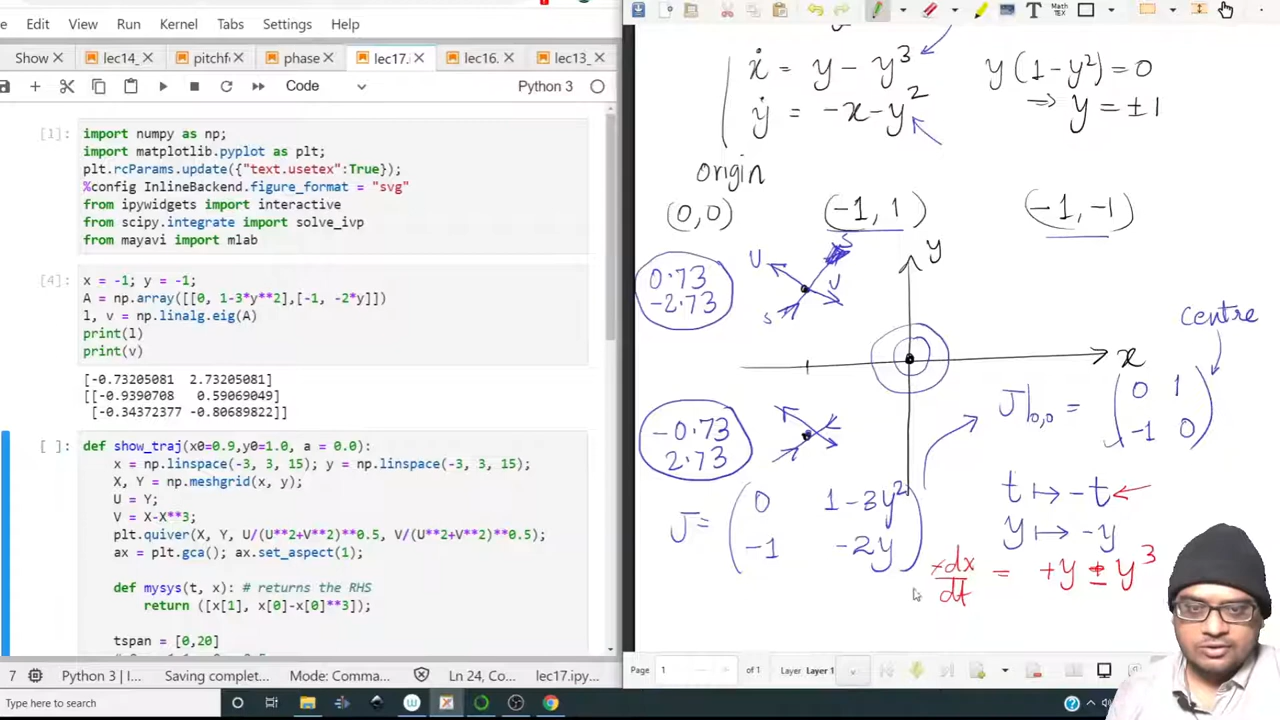 Edit View Run Kernel Tabs Settings Help
Show lec14_ pitchf phase lec17. lec16. lec13_
Code Python 3
[1]: import numpy as np;
import matplotlib.pyplot as plt;
plt.rcParams.update({"text.usetex":True});
%config InlineBackend.figure_format = "svg"
from ipywidgets import interactive
from scipy.integrate import solve_ivp
from mayavi import mlab
[4]: x = -1; y = -1;
A = np.array([[0, 1-3*y**2],[-1, -2*y]])
l, v = np.linalg.eig(A)
print(l)
print(v)
[-0.73205081 2.73205081]
[[-0.9390708 0.59069049]
[-0.34372377 -0.80689822]]
[ ]: def show_traj(x0=0.9,y0=1.0, a = 0.0):
x = np.linspace(-3, 3, 15); y = np.linspace(-3, 3, 15);
X, Y = np.meshgrid(x, y);
U = Y;
V = X-X**3;
plt.quiver(X, Y, U/(U**2+V**2)**0.5, V/(U**2+V**2)**0.5);
ax = plt.gca(); ax.set_aspect(1);
def mysys(t, x): # returns the RHS
return ([x[1], x[0]-x[0]**3]);
tspan = [0,20]
7 Python 3 | I... Saving complete... Mode: Comma... Ln 24, Co... lec17.ipy...
Type here to search
T Math TEX
ẋ = y - y³ y(1-y²)=0
ẏ = -x-y² ⇒ y = ±1
origin
(0,0) (-1, 1) (-1, -1)
y
0.73
-2.73
U S
S U
centre
x
J|0,0 = (0 1
-1 0)
-0.73
2.73
J = (0 1-3y²
-1 -2y)
t ↦ -t ←
y ↦ -y
+dx/dt = +y ± y³
Page 1 of 1 Layer Layer 1